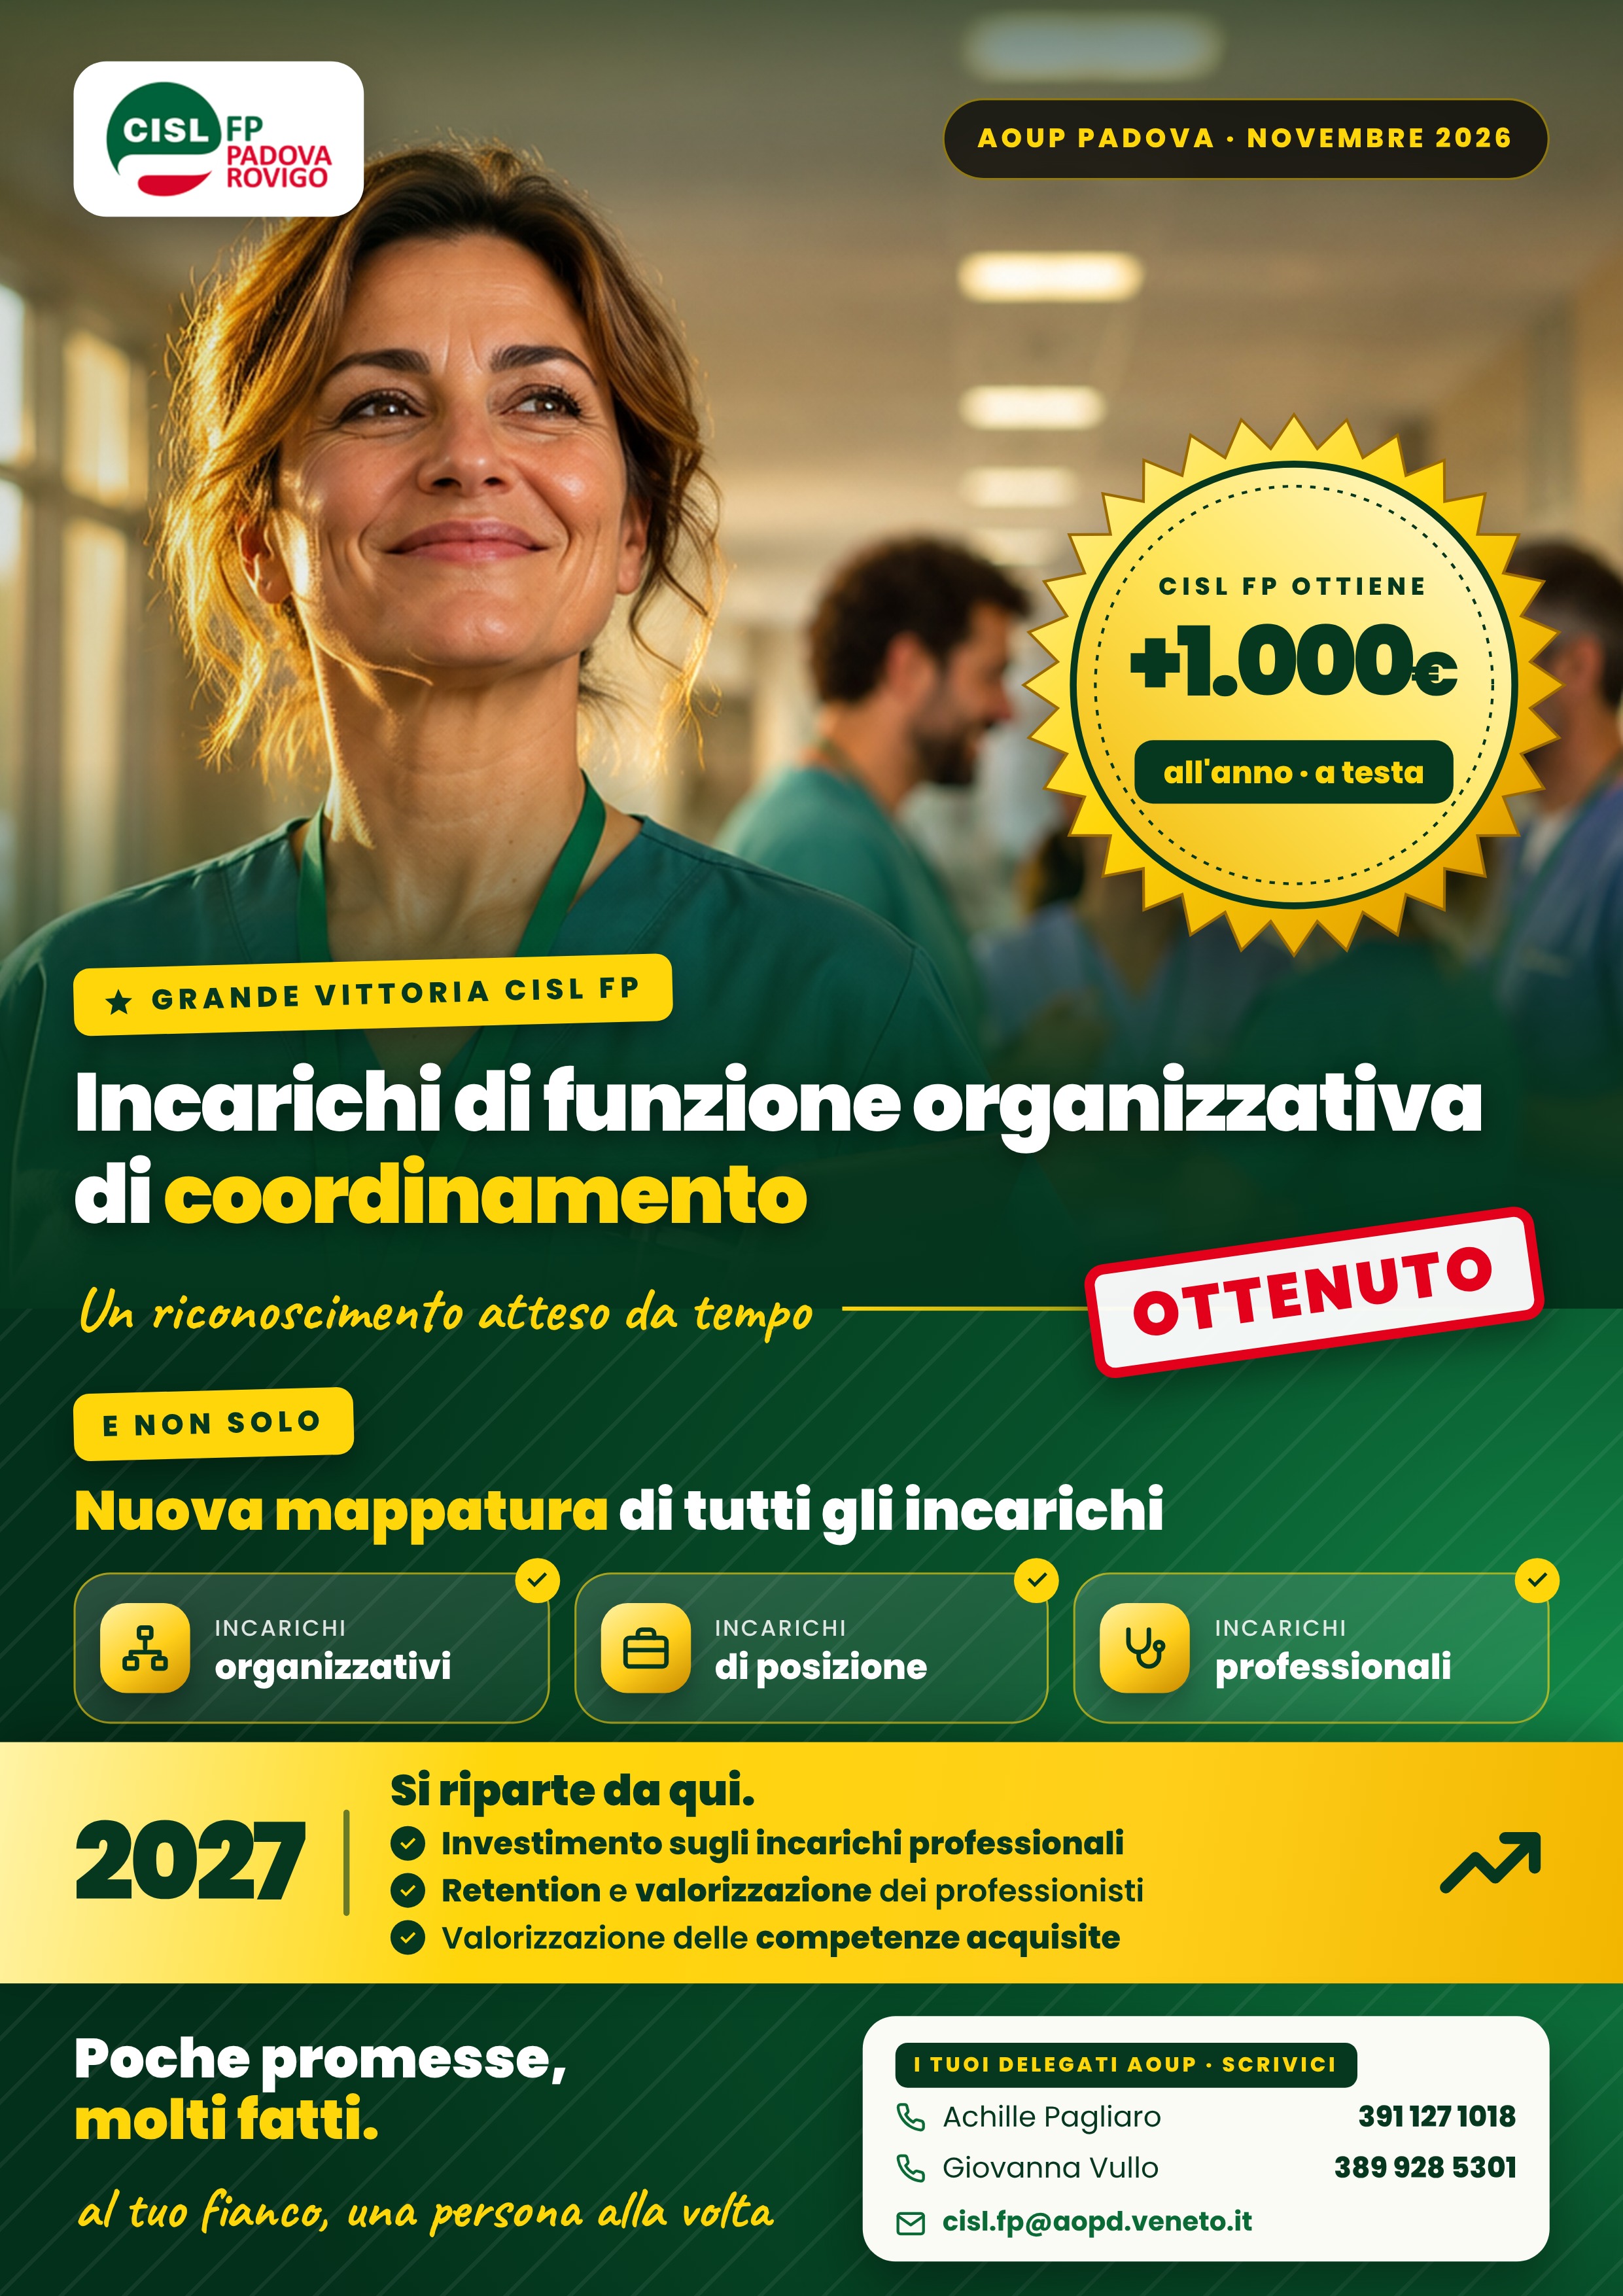 CISL FP
PADOVA
ROVIGO
AOUP PADOVA · NOVEMBRE 2026
CISL FP OTTIENE
+1.000€
all'anno · a testa
GRANDE VITTORIA CISL FP
Incarichi di funzione organizzativa
di coordinamento
Un riconoscimento atteso da tempo
OTTENUTO
E NON SOLO
Nuova mappatura di tutti gli incarichi
INCARICHI
organizzativi
INCARICHI
di posizione
INCARICHI
professionali
2027
Si riparte da qui.
Investimento sugli incarichi professionali
Retention e valorizzazione dei professionisti
Valorizzazione delle competenze acquisite
Poche promesse,
molti fatti.
al tuo fianco, una persona alla volta
I TUOI DELEGATI AOUP · SCRIVICI
Achille Pagliaro 391 127 1018
Giovanna Vullo 389 928 5301
cisl.fp@aopd.veneto.it